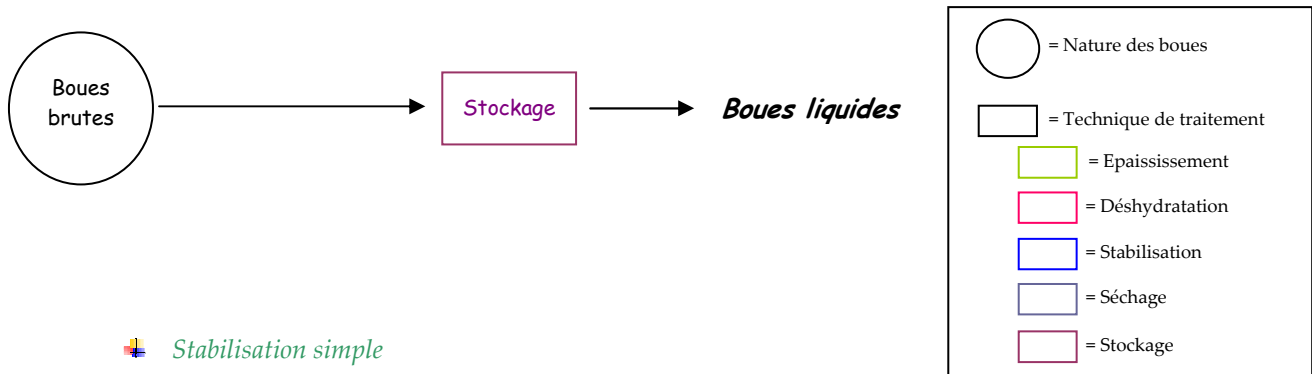 Boues
brutes
Stockage
Boues liquides
= Nature des boues
= Technique de traitement
= Epaississement
= Déshydratation
= Stabilisation
= Séchage
= Stockage
Stabilisation simple